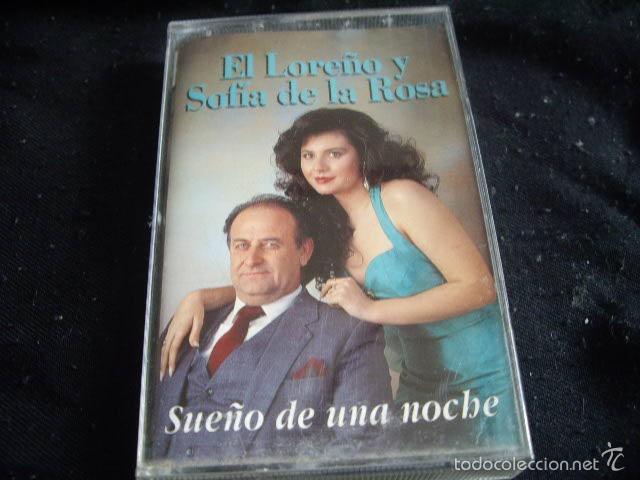 El Loreño y
Sofía de la Rosa
Sueño de una noche
todocoleccion.net